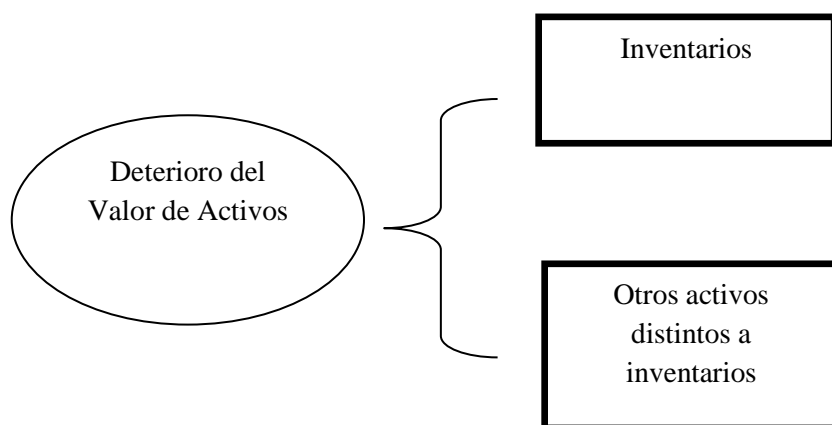 Deterioro del
Valor de Activos
Inventarios
Otros activos
distintos a
inventarios